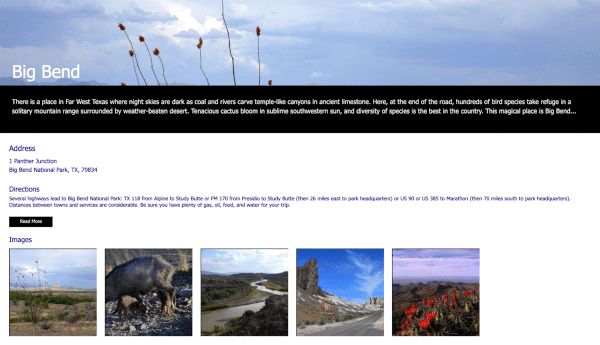 Big Bend
There is a place in Far West Texas where night skies are dark as coal and rivers carve temple-like canyons in ancient limestone. Here, at the end of the road, hundreds of bird species take refuge in a
solitary mountain range surrounded by weather-beaten desert. Tenacious cactus bloom in sublime southwestern sun, and diversity of species is the best in the country. This magical place is Big Bend...
Address
1 Panther Junction
Big Bend National Park, TX, 79834
Directions
Several highways lead to Big Bend National Park: TX 118 from Alpine to Study Butte or FM 170 from Presidio to Study Butte (then 26 miles east to park headquarters) or US 90 or US 385 to Marathon (then 70 miles south to park headquarters).
Distances between towns and services are considerable. Be sure you have plenty of gas, oil, food, and water for your trip.
Read More
Images